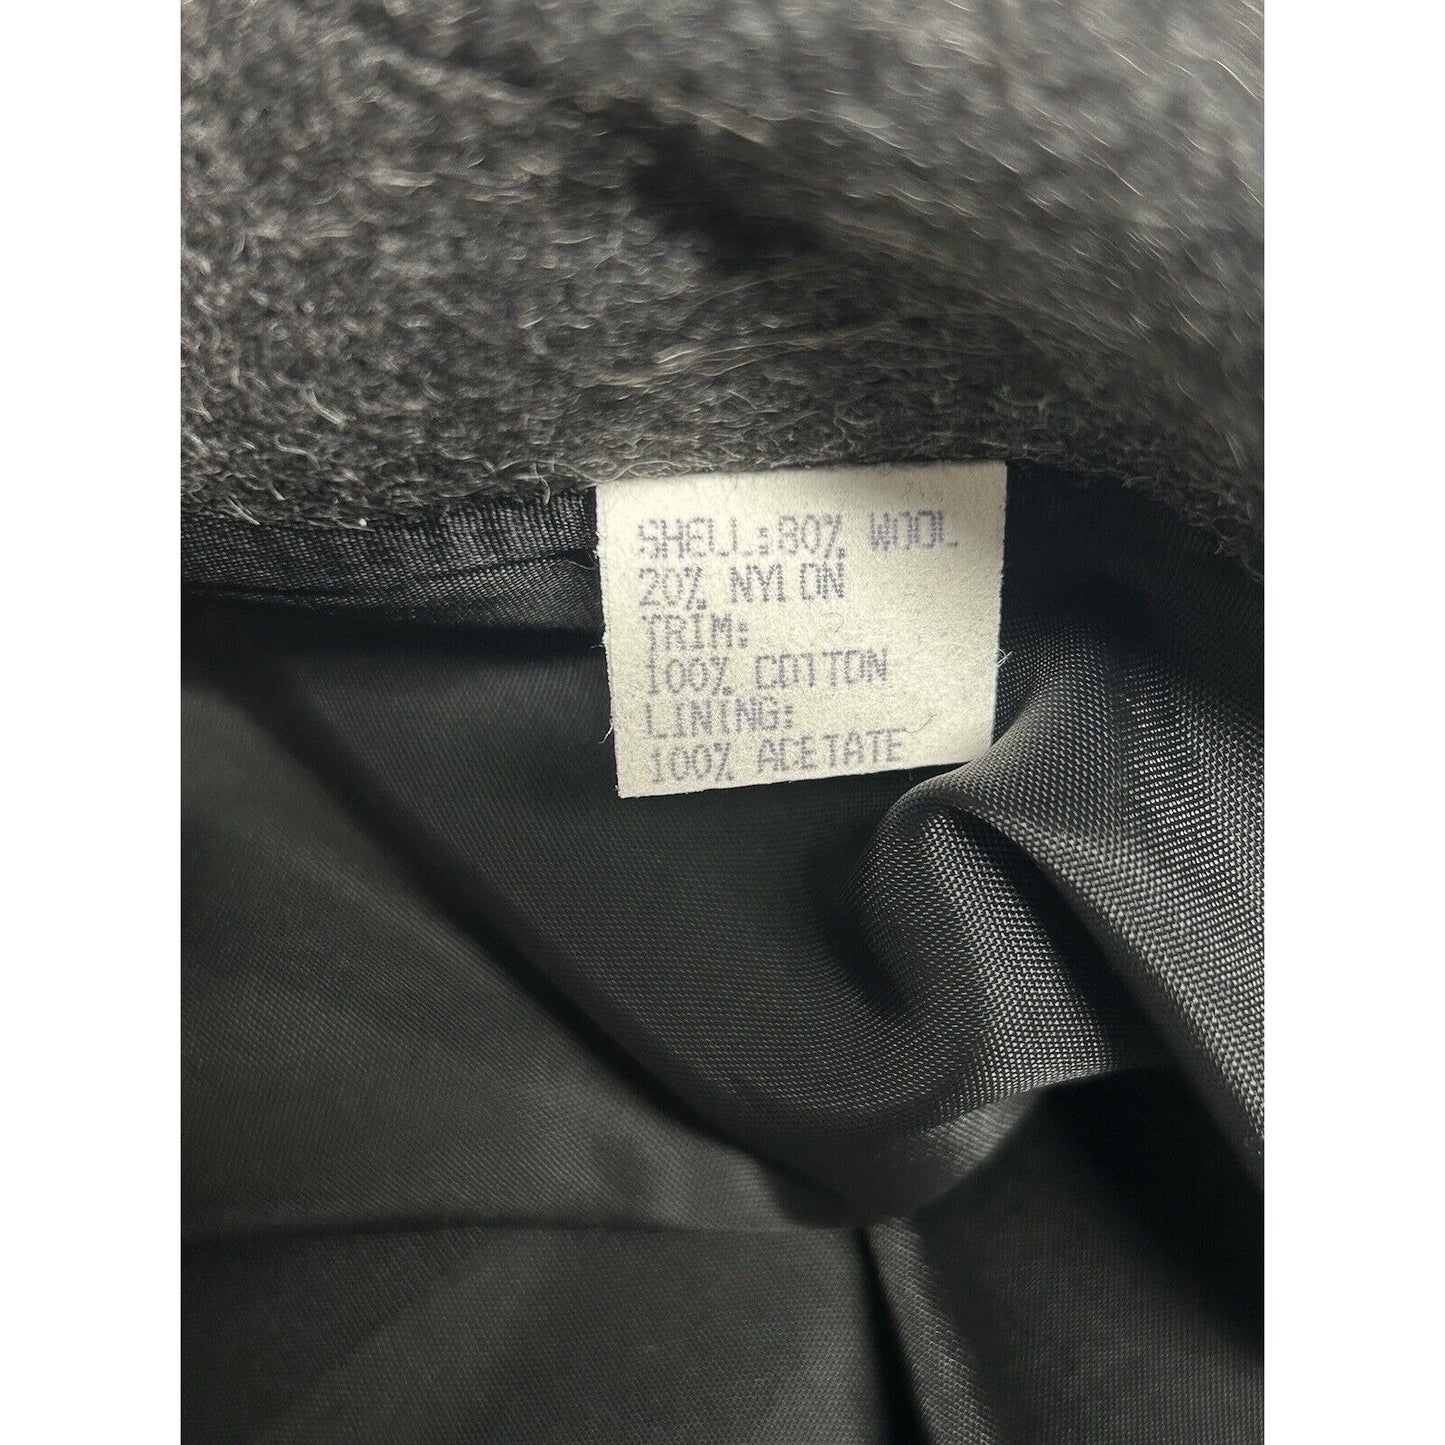 SHELL:80% WOOL
20% NYLON
TRIM:
100% COTTON
LINING:
100% ACETATE